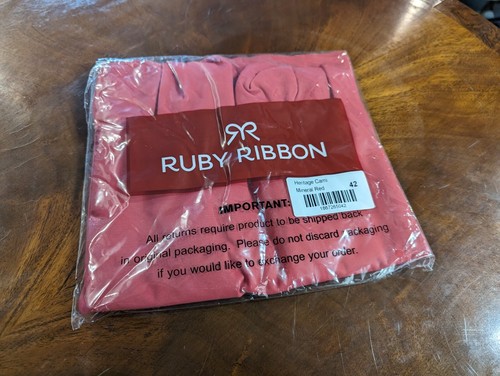 RR
RUBY RIBBON
Heritage Cami
Mineral Red
42
IMPORTANT:
All returns require product to be shipped back
in original packaging. Please do not discard packaging
if you would like to exchange your order.